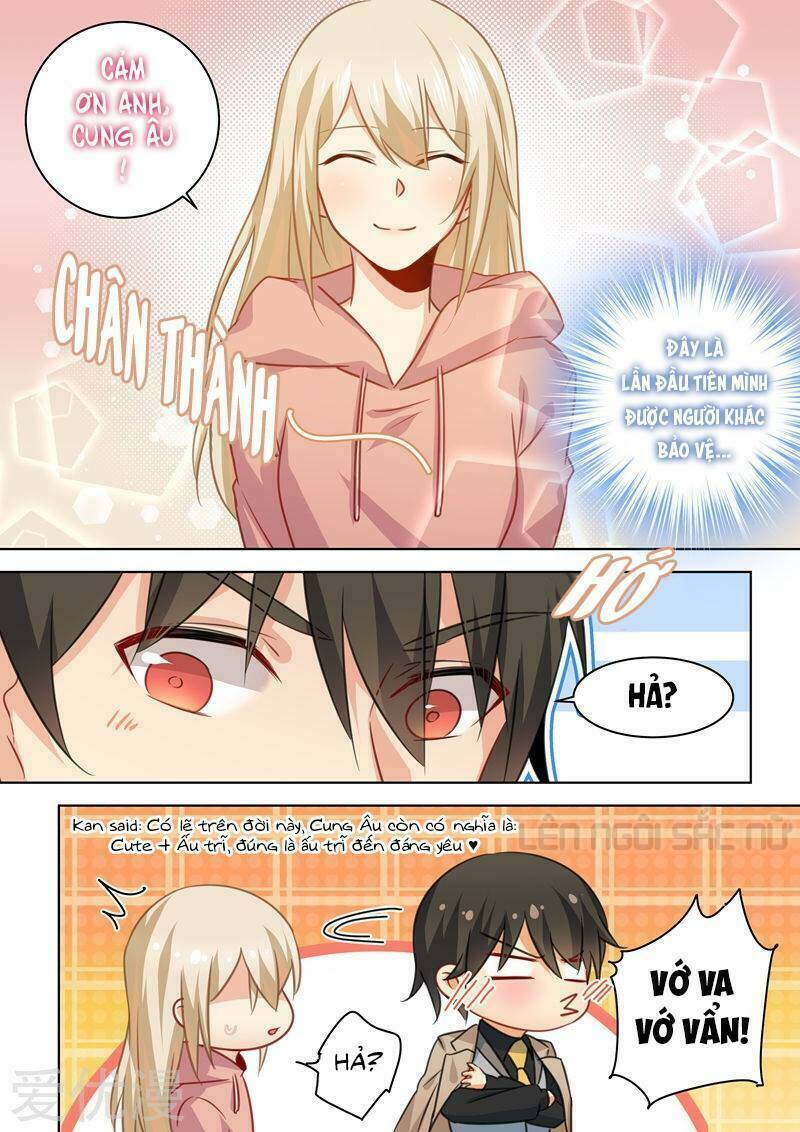 CẢM
ƠN ANH,
CUNG ÂU
!
CHÂN THÀNH
ĐÂY LÀ
LẦN ĐẦU TIÊN MÌNH
ĐƯỢC NGƯỜI KHÁC
BẢO VỆ...
HỚ
HẢ?
Kan said: Có lẽ trên đời này, Cung Âu còn có nghĩa là:
Cute + Ấu trĩ, đúng là ấu trĩ đến đáng yêu ♥
LÊN NGÔI SẮC NỮ
VỚ VA
VỚ VẨN!
HẢ?
爱优漫